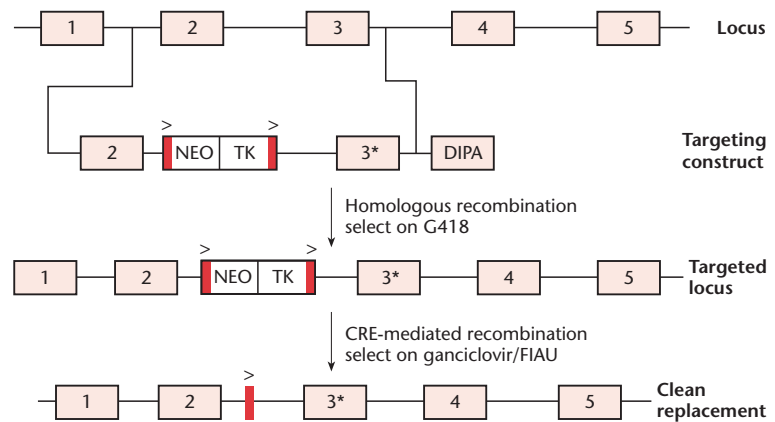 1 2 3 4 5 Locus
> >
2 NEO TK 3* DIPA Targeting
construct
Homologous recombination
select on G418
> >
1 2 NEO TK 3* 4 5 Targeted
locus
CRE-mediated recombination
select on ganciclovir/FIAU
>
1 2 3* 4 5 Clean
replacement